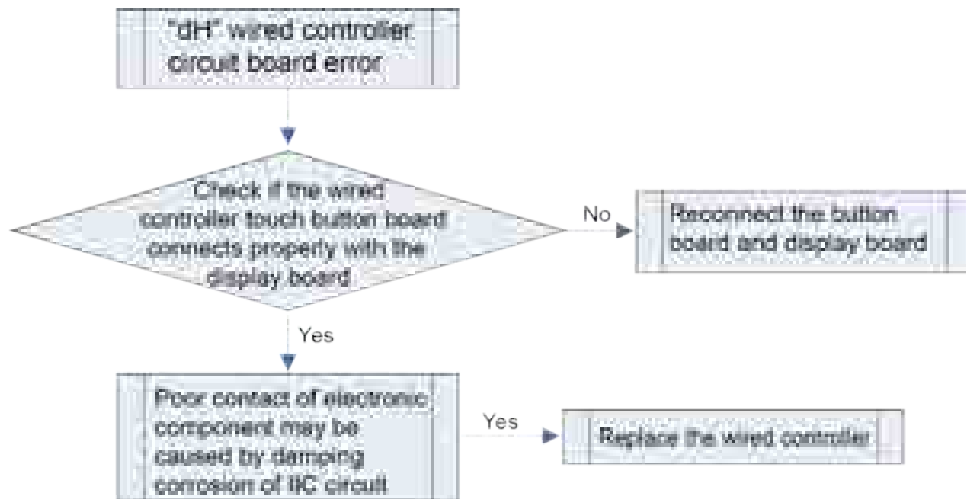 "dH" wired controller
circuit board error
Check if the wired
controller touch button board
connects properly with the
display board
No
Reconnect the button
board and display board
Yes
Poor contact of electronic
component may be
caused by damping
corrosion of IIC circuit
Yes
Replace the wired controller